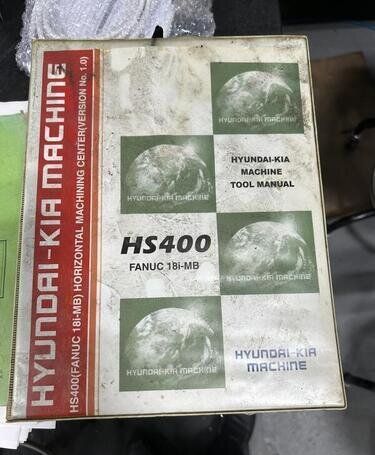 HYUNDAI-KIA MACHINE
HS400(FANUC 18i-MB) HORIZONTAL MACHINING CENTER(VERSION No. 1.0)
HYUNDAI-KIA MACHINE
HYUNDAI-KIA
MACHINE
TOOL MANUAL
HYUNDAI-KIA MACHINE
HS400
FANUC 18i-MB
HYUNDAI-KIA MACHINE
HYUNDAI-KIA MACHINE
HYUNDAI-KIA
MACHINE